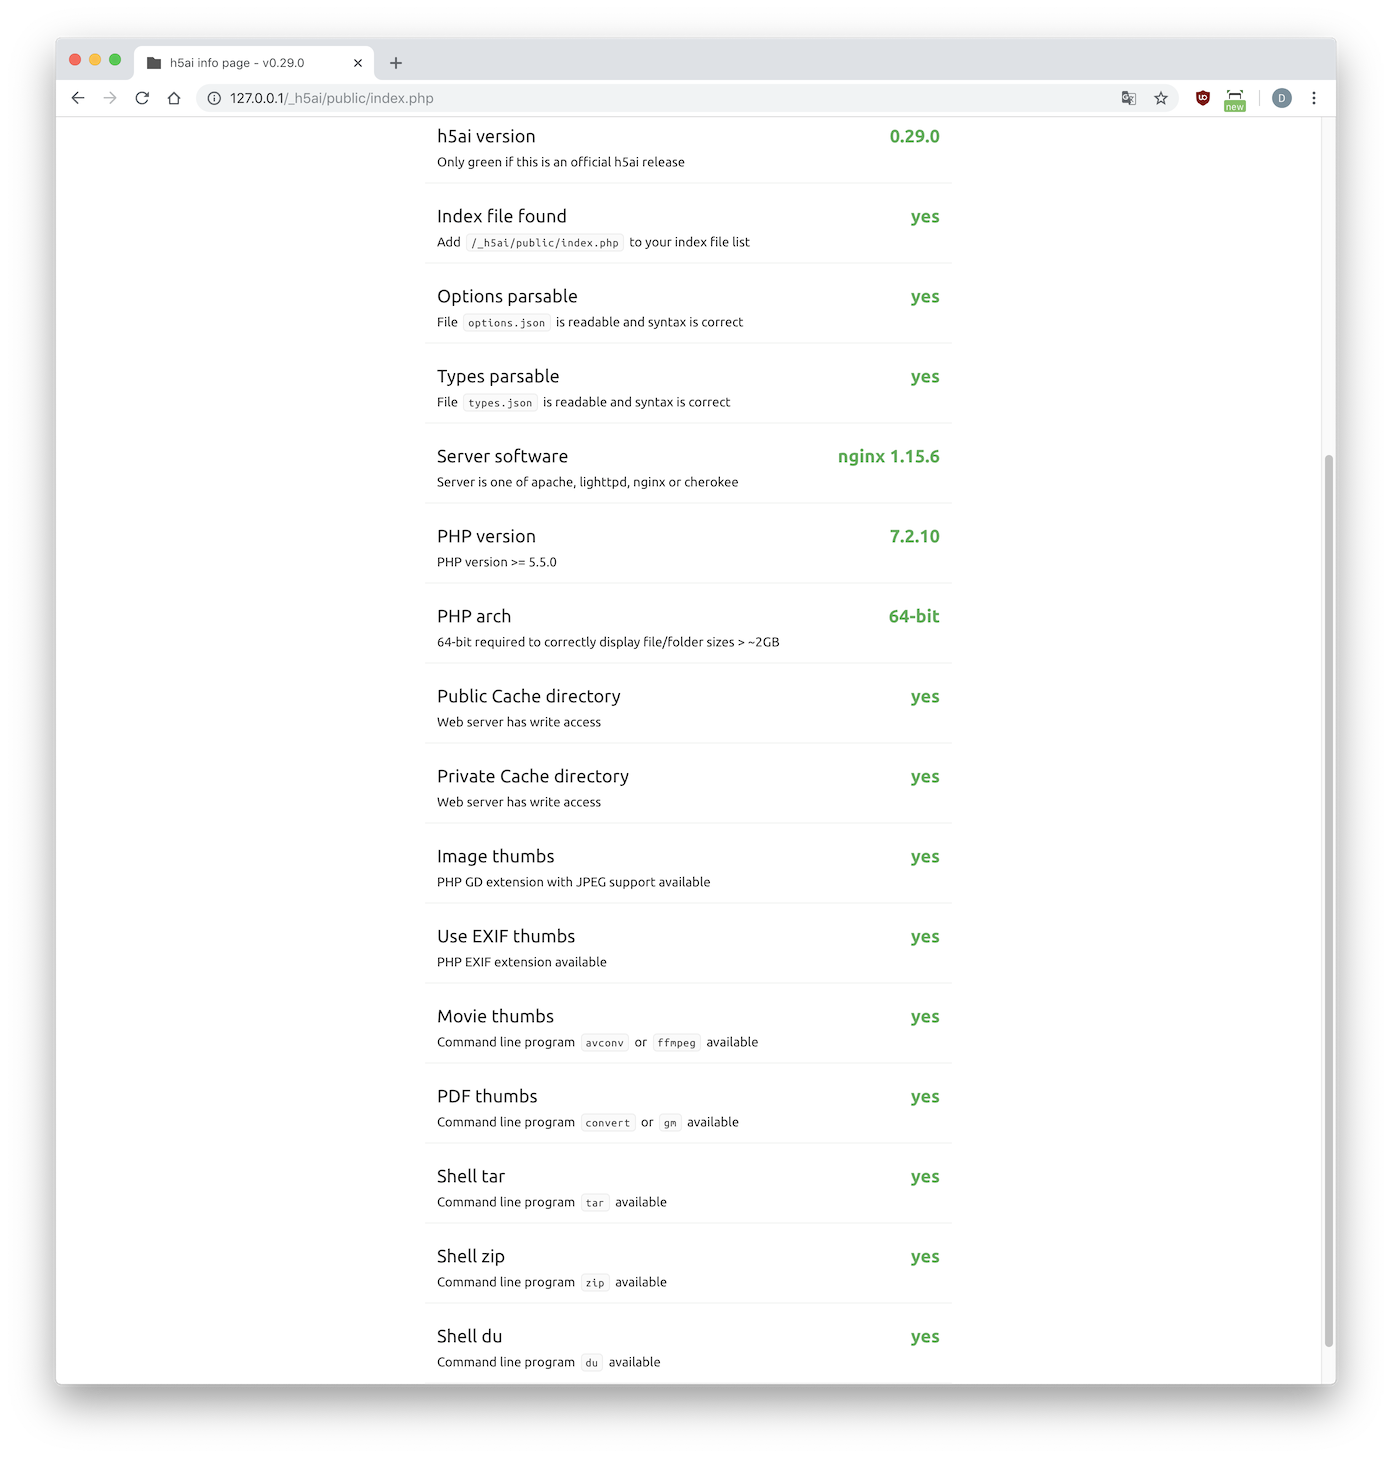 h5ai info page - v0.29.0
127.0.0.1/_h5ai/public/index.php
new
D
h5ai version 0.29.0
Only green if this is an official h5ai release
Index file found yes
Add /_h5ai/public/index.php to your index file list
Options parsable yes
File options.json is readable and syntax is correct
Types parsable yes
File types.json is readable and syntax is correct
Server software nginx 1.15.6
Server is one of apache, lighttpd, nginx or cherokee
PHP version 7.2.10
PHP version >= 5.5.0
PHP arch 64-bit
64-bit required to correctly display file/folder sizes > ~2GB
Public Cache directory yes
Web server has write access
Private Cache directory yes
Web server has write access
Image thumbs yes
PHP GD extension with JPEG support available
Use EXIF thumbs yes
PHP EXIF extension available
Movie thumbs yes
Command line program avconv or ffmpeg available
PDF thumbs yes
Command line program convert or gm available
Shell tar yes
Command line program tar available
Shell zip yes
Command line program zip available
Shell du yes
Command line program du available